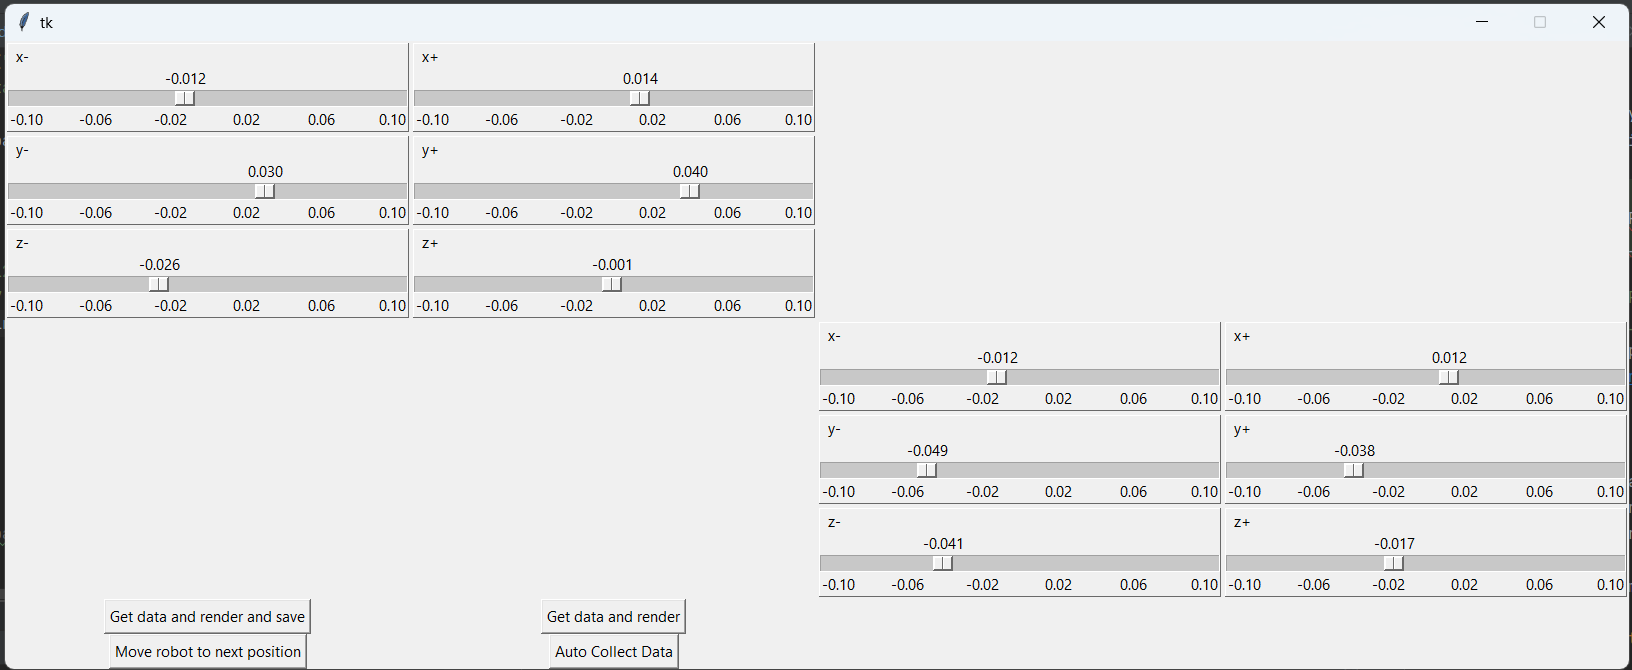 tk
x- x+
-0.012 0.014
-0.10 -0.06 -0.02 0.02 0.06 0.10 -0.10 -0.06 -0.02 0.02 0.06 0.10
y- y+
0.030 0.040
-0.10 -0.06 -0.02 0.02 0.06 0.10 -0.10 -0.06 -0.02 0.02 0.06 0.10
z- z+
-0.026 -0.001
-0.10 -0.06 -0.02 0.02 0.06 0.10 -0.10 -0.06 -0.02 0.02 0.06 0.10
x- x+
-0.012 0.012
-0.10 -0.06 -0.02 0.02 0.06 0.10 -0.10 -0.06 -0.02 0.02 0.06 0.10
y- y+
-0.049 -0.038
-0.10 -0.06 -0.02 0.02 0.06 0.10 -0.10 -0.06 -0.02 0.02 0.06 0.10
z- z+
-0.041 -0.017
-0.10 -0.06 -0.02 0.02 0.06 0.10 -0.10 -0.06 -0.02 0.02 0.06 0.10
Get data and render and save Get data and render
Move robot to next position Auto Collect Data